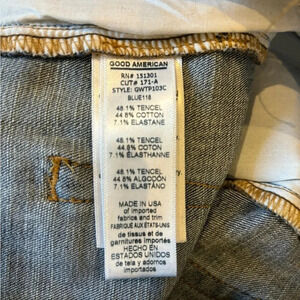 GOOD AMERICAN
RN# 151301
CUT# 171-A
STYLE: GWTP103C
BLUE118
48.1% TENCEL
44.8% COTTON
7.1% ELASTANE
48.1% TENCEL
44.8% COTON
7.1% ELASTHANNE
48.1% TENCEL
44.8% ALGODÓN
7.1% ELASTANO
MADE IN USA
of imported
fabrics and trim
FABRIQUÉ AUX ÉTATS-UNIS
de tissus et de
garnitures importés
HECHO EN
ESTADOS UNIDOS
de tela y adornos
importados